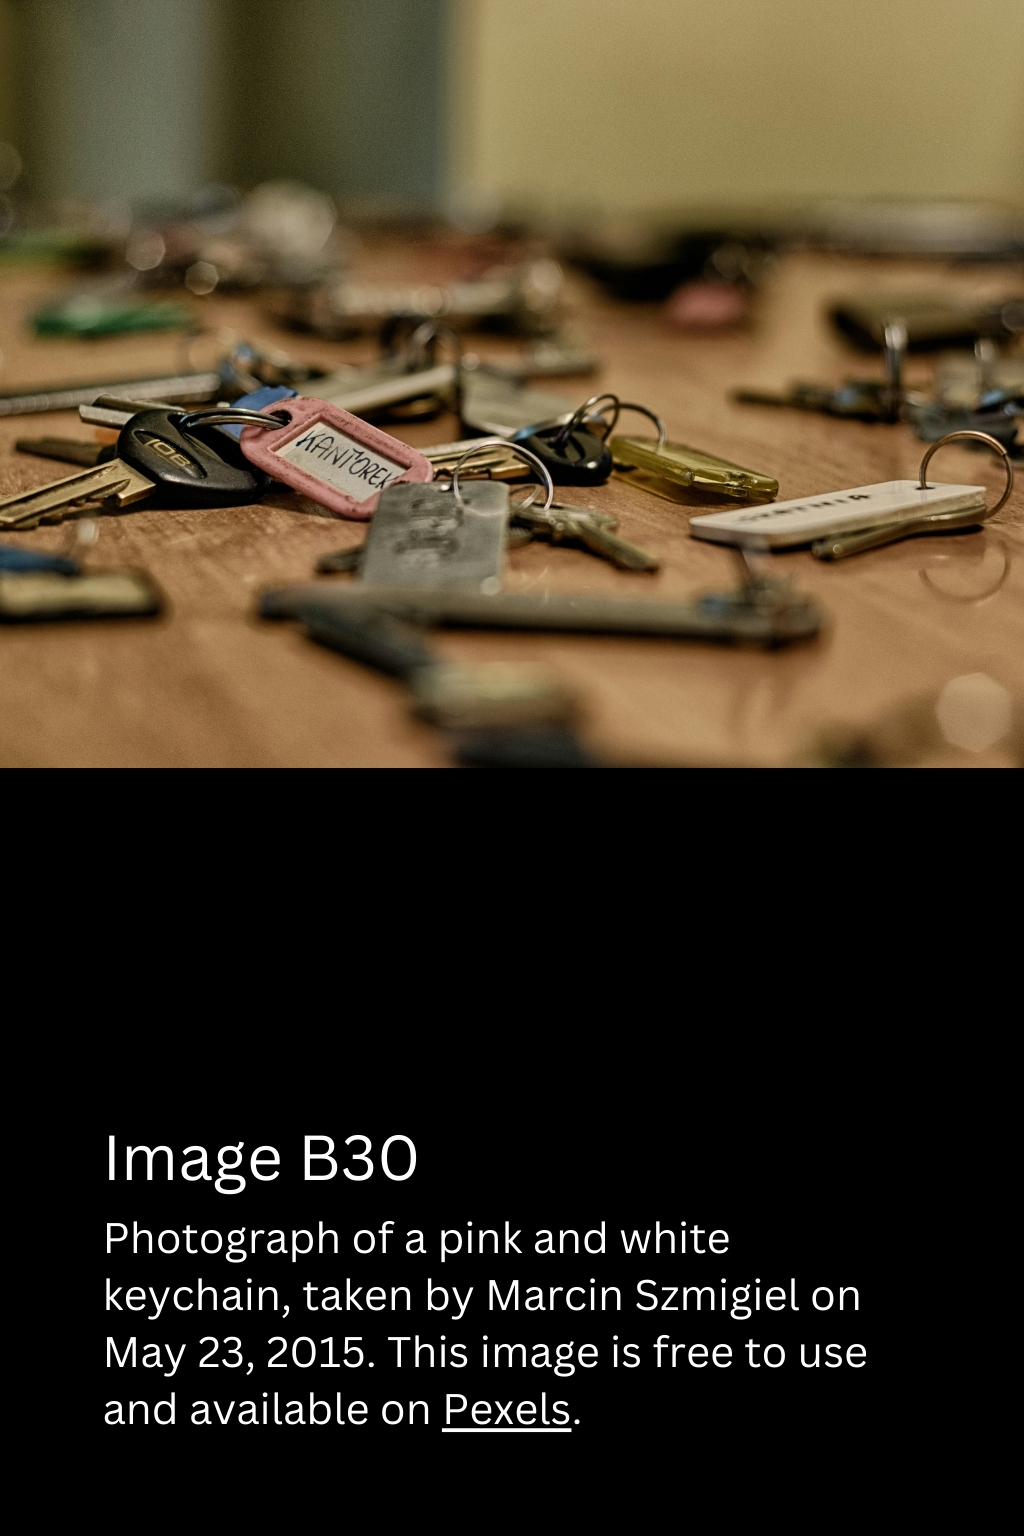 KANTOREK
Image B30
Photograph of a pink and white
keychain, taken by Marcin Szmigiel on
May 23, 2015. This image is free to use
and available on Pexels.